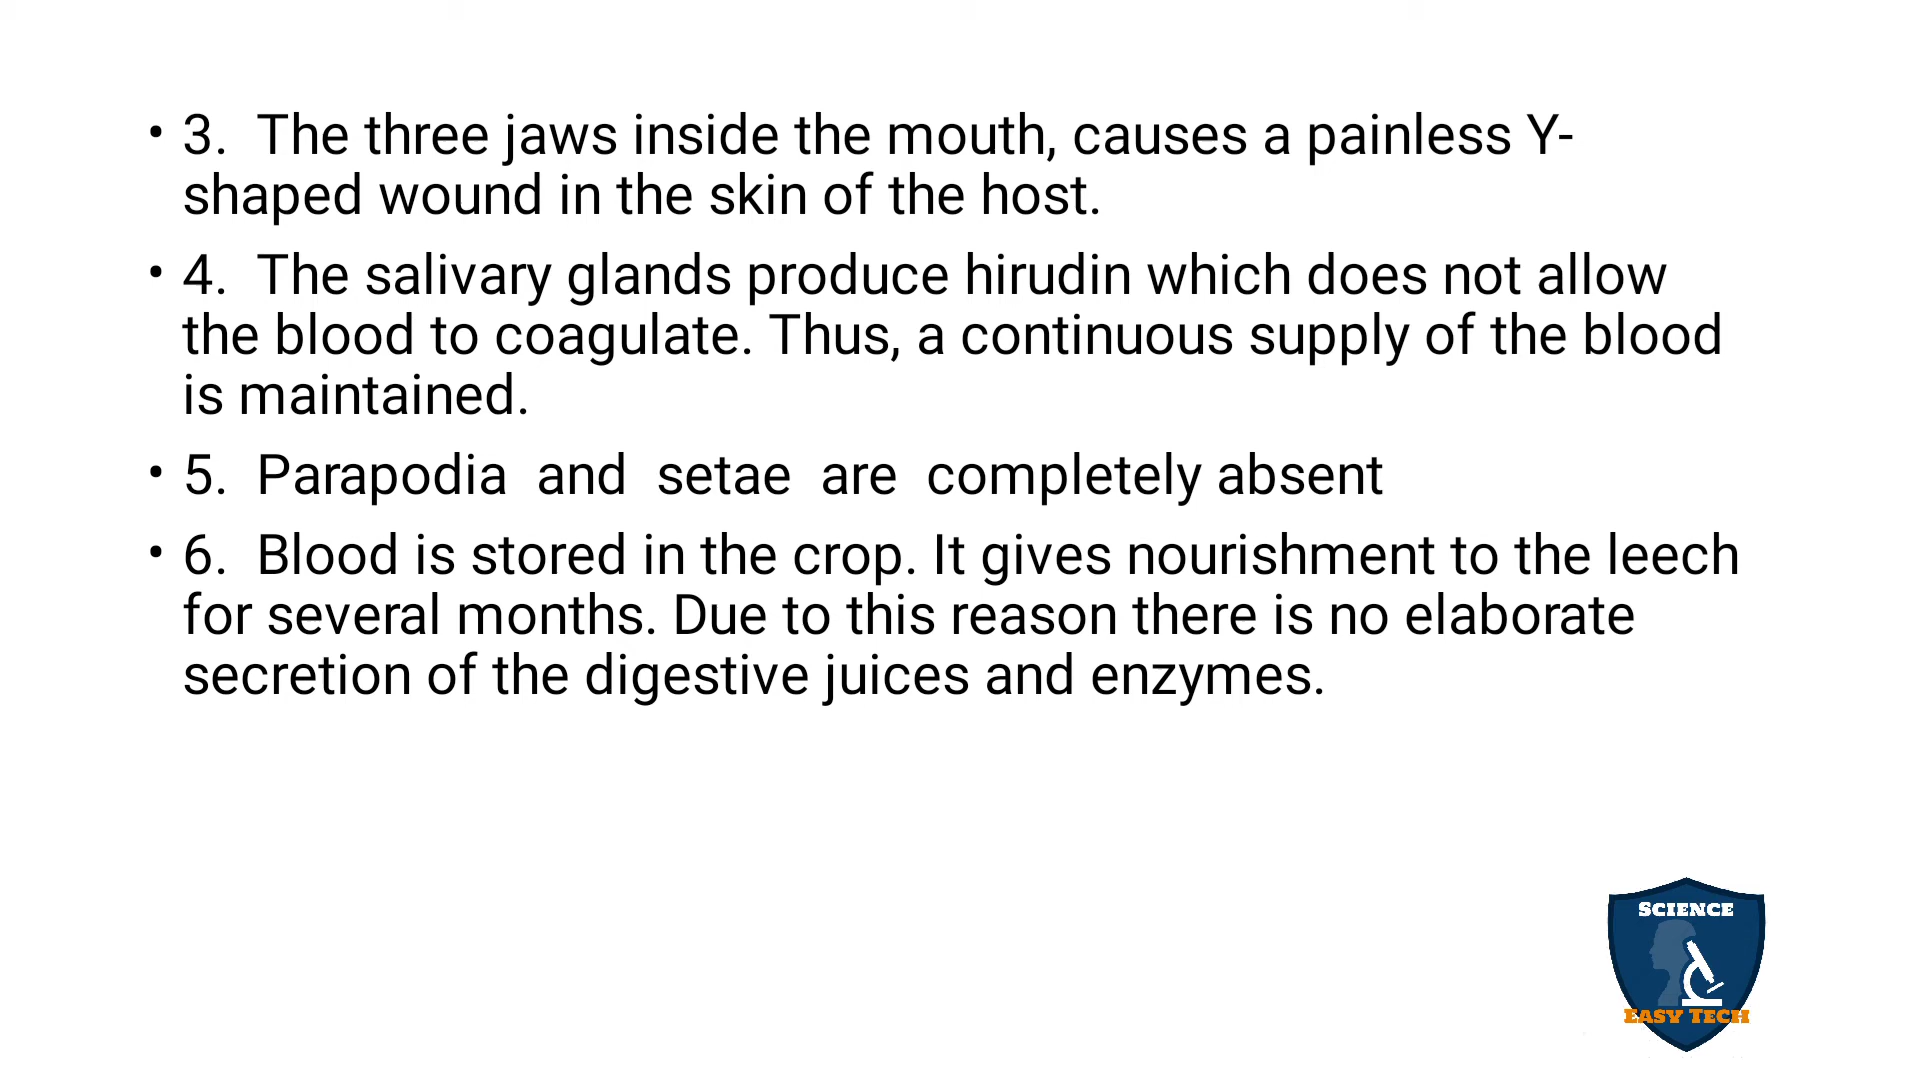 • 3.  The three jaws inside the mouth, causes a painless Y-
shaped wound in the skin of the host.
• 4.  The salivary glands produce hirudin which does not allow
the blood to coagulate. Thus, a continuous supply of the blood
is maintained.
• 5.  Parapodia  and  setae  are  completely absent
• 6.  Blood is stored in the crop. It gives nourishment to the leech
for several months. Due to this reason there is no elaborate
secretion of the digestive juices and enzymes.
SCIENCE
EASY TECH